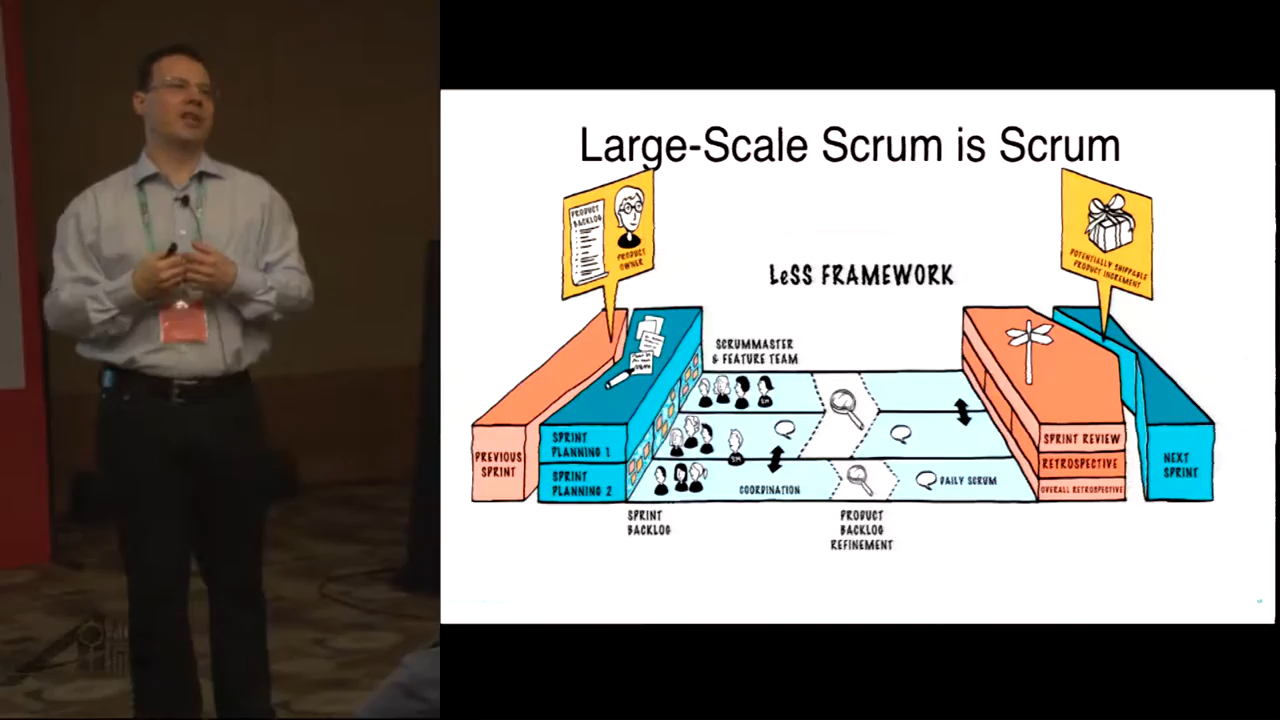 Large-Scale Scrum is Scrum
PRODUCT
BACKLOG
PRODUCT
OWNER
POTENTIALLY SHIPPABLE
PRODUCT INCREMENT
LeSS FRAMEWORK
SCRUMMASTER
& FEATURE TEAM
SM
SM
SPRINT
PLANNING 1
SPRINT
PLANNING 2
PREVIOUS
SPRINT
COORDINATION
DAILY SCRUM
SPRINT REVIEW
RETROSPECTIVE
OVERALL RETROSPECTIVE
NEXT
SPRINT
SPRINT
BACKLOG
PRODUCT
BACKLOG
REFINEMENT